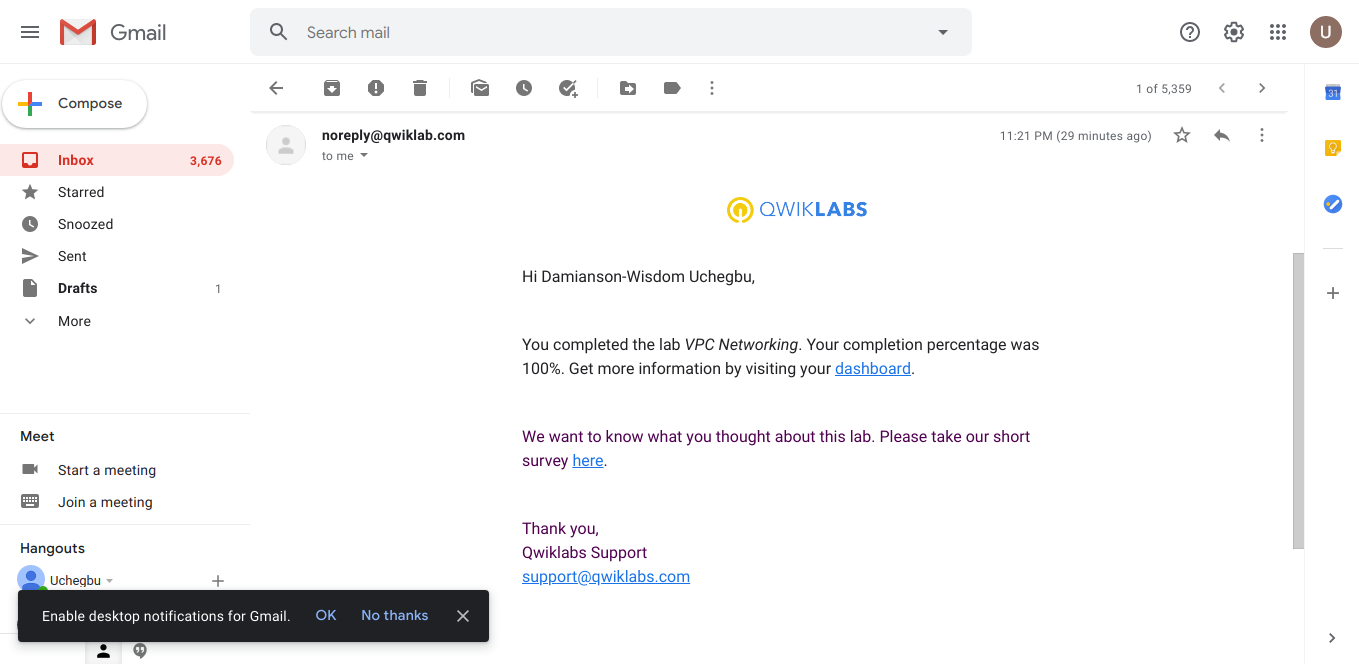 Gmail
Search mail
U
Compose
1 of 5,359
31
noreply@qwiklab.com
11:21 PM (29 minutes ago)
to me
Inbox 3,676
Starred
Snoozed
Sent
Drafts 1
More
QWIKLABS
Hi Damianson-Wisdom Uchegbu,
You completed the lab VPC Networking. Your completion percentage was
100%. Get more information by visiting your dashboard.
We want to know what you thought about this lab. Please take our short
survey here.
Thank you,
Qwiklabs Support
support@qwiklabs.com
Meet
Start a meeting
Join a meeting
Hangouts
Uchegbu
Enable desktop notifications for Gmail. OK No thanks